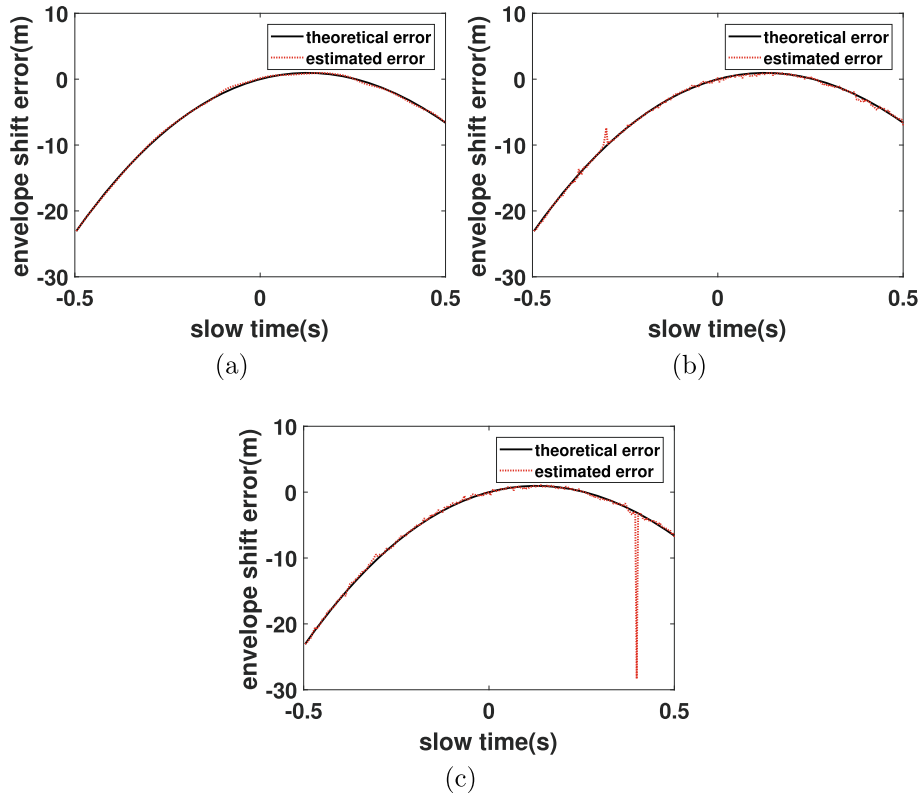 10
0
-10
-20
-30
envelope shift error(m)
theoretical error
estimated error
-0.5
0
0.5
slow time(s)
(a)
10
0
-10
-20
-30
envelope shift error(m)
theoretical error
estimated error
-0.5
0
0.5
slow time(s)
(b)
10
0
-10
-20
-30
envelope shift error(m)
theoretical error
estimated error
-0.5
0
0.5
slow time(s)
(c)